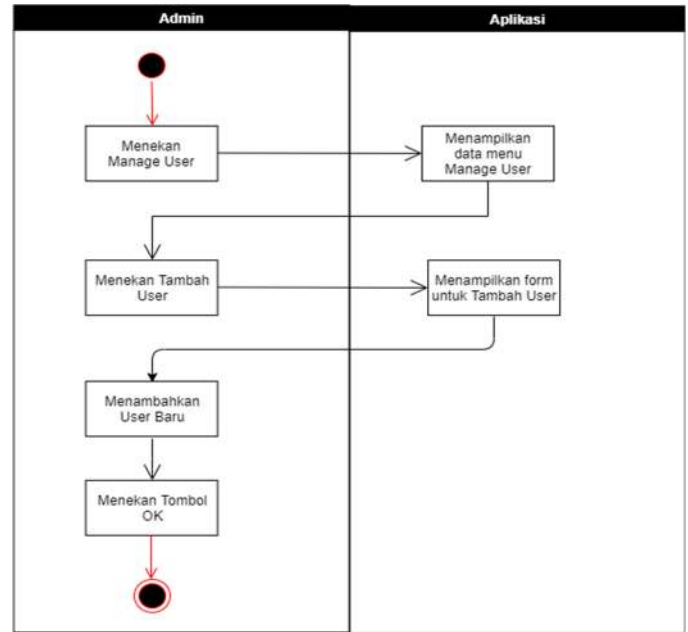 Admin
Aplikasi
Menekan
Manage User
Menampilkan
data menu
Manage User
Menekan Tambah
User
Menampilkan form
untuk Tambah User
Menambahkan
User Baru
Menekan Tombol
OK